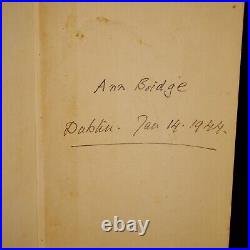 Ann Bridge
Dublin. Jan 14. 1944.